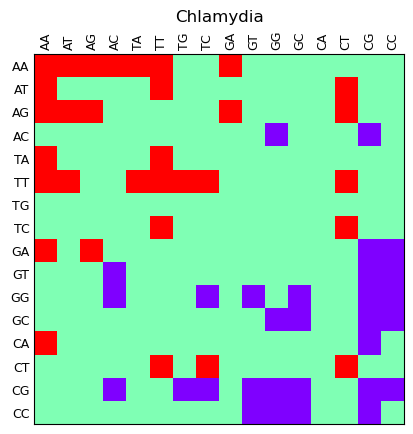 Chlamydia
AA AT AG AC TA TT TG TC GA GT GG GC CA CT CG CC
AA
AT
AG
AC
TA
TT
TG
TC
GA
GT
GG
GC
CA
CT
CG
CC